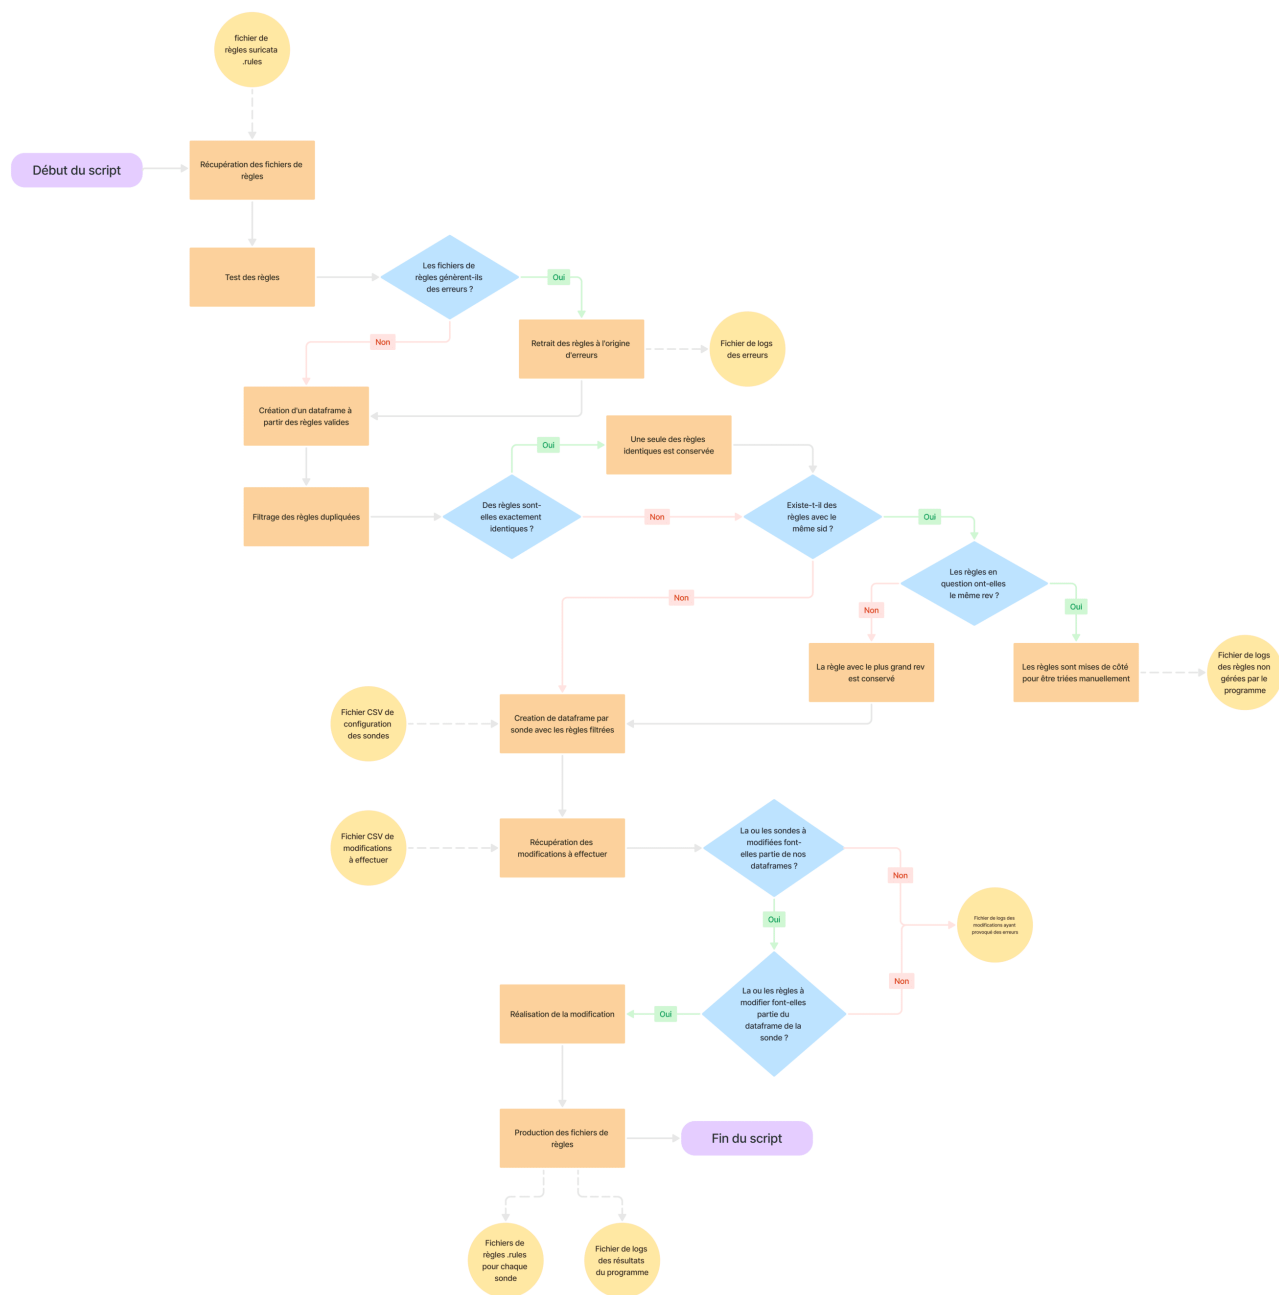 fichier de
règles suricata
.rules
Début du script
Récupération des fichiers de
règles
Test des règles
Les fichiers de
règles génèrent-ils
des erreurs ?
Oui
Non
Retrait des règles à l'origine
d'erreurs
Fichier de logs
des erreurs
Création d'un dataframe à
partir des règles valides
Oui
Une seule des règles
identiques est conservée
Filtrage des règles dupliquées
Des règles sont-
elles exactement
identiques ?
Non
Existe-t-il des
règles avec le
même sid ?
Oui
Les règles en
question ont-elles
le même rev ?
Non
Non
Oui
La règle avec le plus grand rev
est conservé
Les règles sont mises de côté
pour être triées manuellement
Fichier de logs
des règles non
gérées par le
programme
Fichier CSV de
configuration
des sondes
Creation de dataframe par
sonde avec les règles filtrées
Fichier CSV de
modifications
à effectuer
Récupération des
modifications à effectuer
La ou les sondes à
modifiées font-
elles partie de nos
dataframes ?
Non
Oui
Fichier de logs des
modifications ayant
provoqué des erreurs
Non
Réalisation de la modification
Oui
La ou les règles à
modifier font-elles
partie du
dataframe de la
sonde ?
Production des fichiers de
règles
Fin du script
Fichiers de
règles .rules
pour chaque
sonde
Fichier de logs
des résultats
du programme